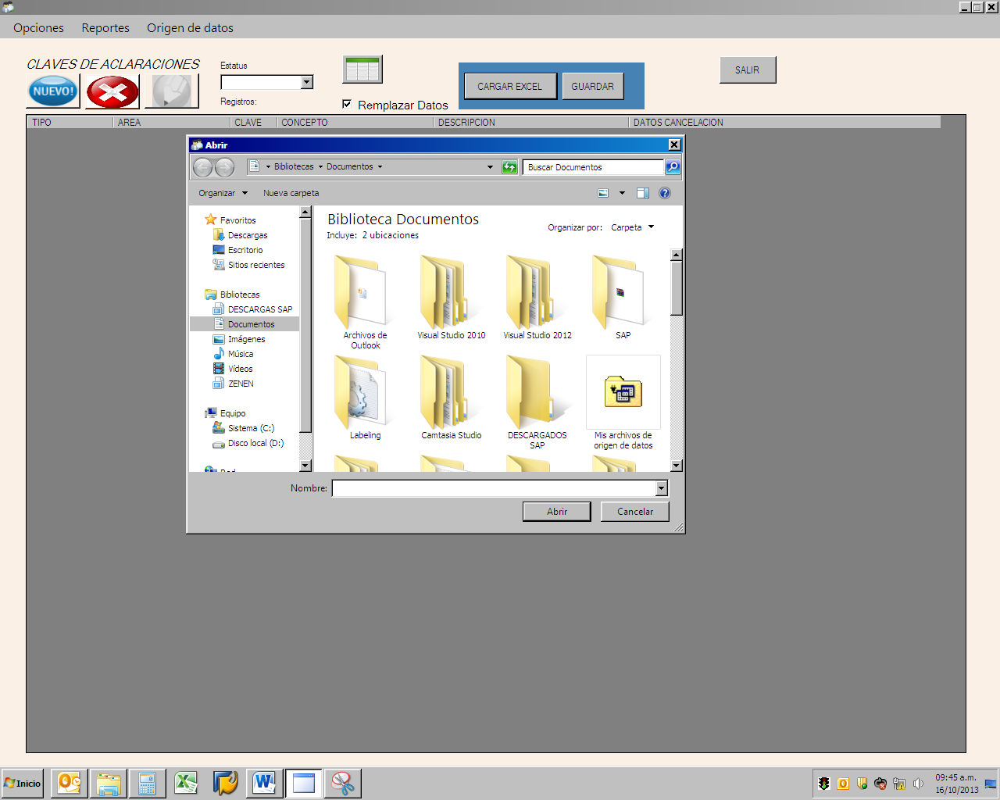 Opciones Reportes Origen de datos
CLAVES DE ACLARACIONES
NUEVO!
Estatus
Registros:
Remplazar Datos
CARGAR EXCEL
GUARDAR
SALIR
TIPO AREA CLAVE CONCEPTO DESCRIPCION DATOS CANCELACION
Abrir
Bibliotecas Documentos
Buscar Documentos
Organizar Nueva carpeta
Favoritos
Descargas
Escritorio
Sitios recientes
Bibliotecas
DESCARGAS SAP
Documentos
Imágenes
Música
Vídeos
ZENEN
Equipo
Sistema (C:)
Disco local (D:)
Biblioteca Documentos
Incluye: 2 ubicaciones
Organizar por: Carpeta
Archivos de
Outlook
Visual Studio 2010
Visual Studio 2012
SAP
Labeling
Camtasia Studio
DESCARGADOS
SAP
Mis archivos de
origen de datos
Nombre:
Abrir
Cancelar
Inicio
09:45 a.m.
16/10/2013